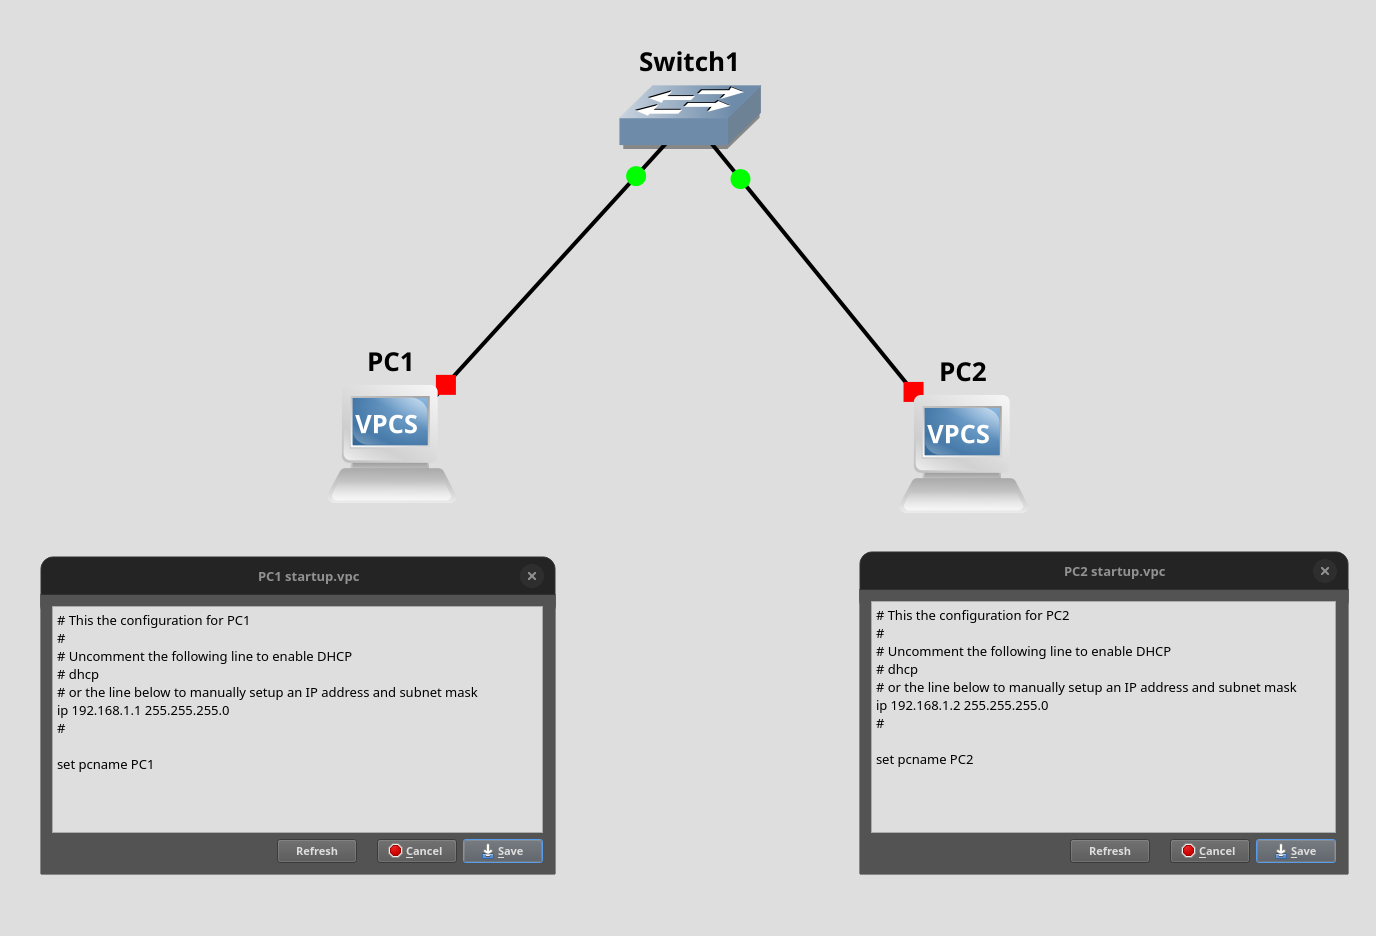 Switch1
PC1
VPCS
PC2
VPCS
PC1 startup.vpc
# This the configuration for PC1
#
# Uncomment the following line to enable DHCP
# dhcp
# or the line below to manually setup an IP address and subnet mask
ip 192.168.1.1 255.255.255.0
#
set pcname PC1
Refresh
Cancel
Save
PC2 startup.vpc
# This the configuration for PC2
#
# Uncomment the following line to enable DHCP
# dhcp
# or the line below to manually setup an IP address and subnet mask
ip 192.168.1.2 255.255.255.0
#
set pcname PC2
Refresh
Cancel
Save